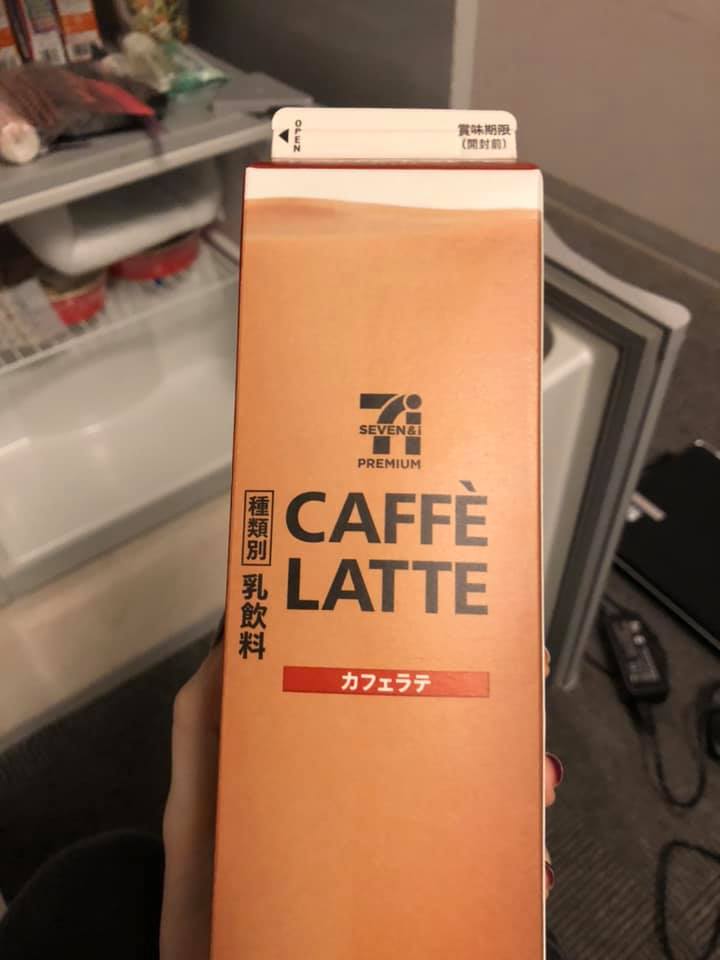 OPEN
賞味期限
(開封前)
SEVEN&i
PREMIUM
CAFFÈ
LATTE
種類別 乳飲料
カフェラテ